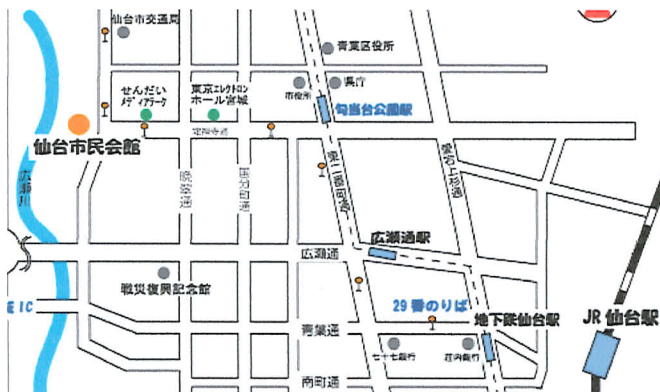 仙台市交通局
青葉区役所
せんだい
メディアテーク
東京エレクトロン
ホール宮城
市役所
県庁
勾当台公園駅
定禅寺通
仙台市民会館
広瀬川
晩翠通
国分町通
東二番丁通
愛宕上杉通
広瀬通駅
広瀬通
戦災復興記念館
IC
29番のりば
地下鉄仙台駅
JR仙台駅
青葉通
七十七銀行
荘内銀行
南町通